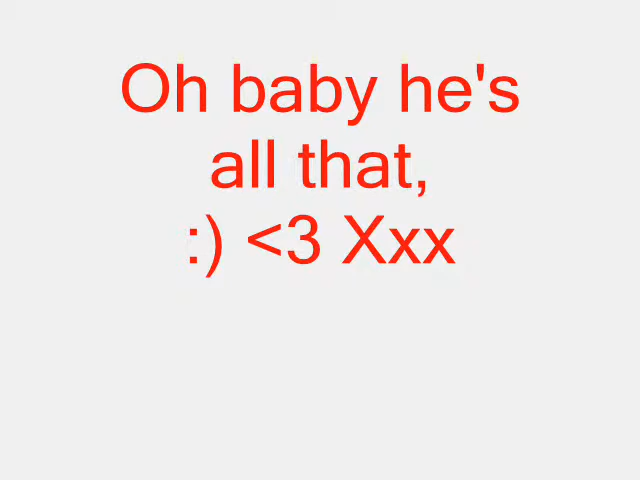 Oh baby he's
all that,
:) <3 Xxx